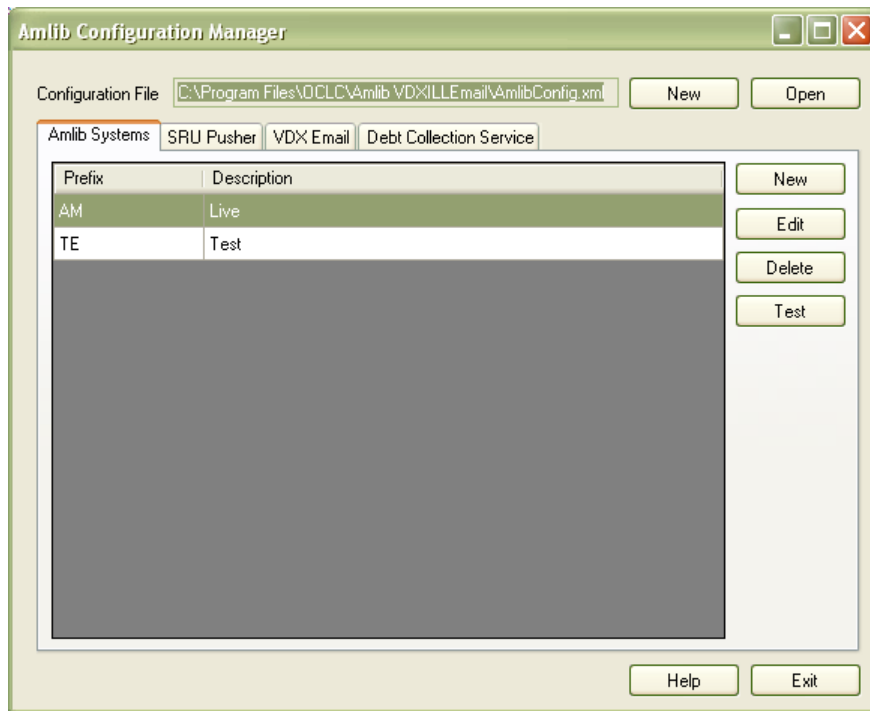 Amlib Configuration Manager
Configuration File C:\Program Files\OCLC\Amlib VDXILLEmail\AmlibConfig.xml New Open
Amlib Systems SRU Pusher VDX Email Debt Collection Service
Prefix Description New
AM Live
Edit
TE Test
Delete
Test
Help Exit